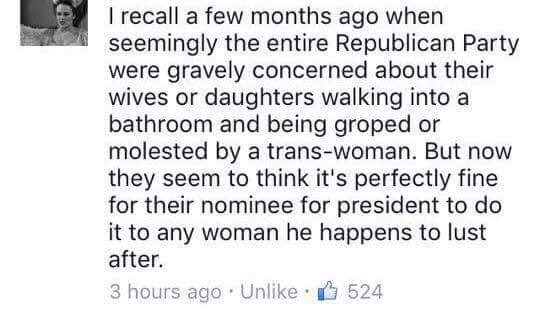 I recall a few months ago when
seemingly the entire Republican Party
were gravely concerned about their
wives or daughters walking into a
bathroom and being groped or
molested by a trans-woman. But now
they seem to think it's perfectly fine
for their nominee for president to do
it to any woman he happens to lust
after.
3 hours ago · Unlike · 524